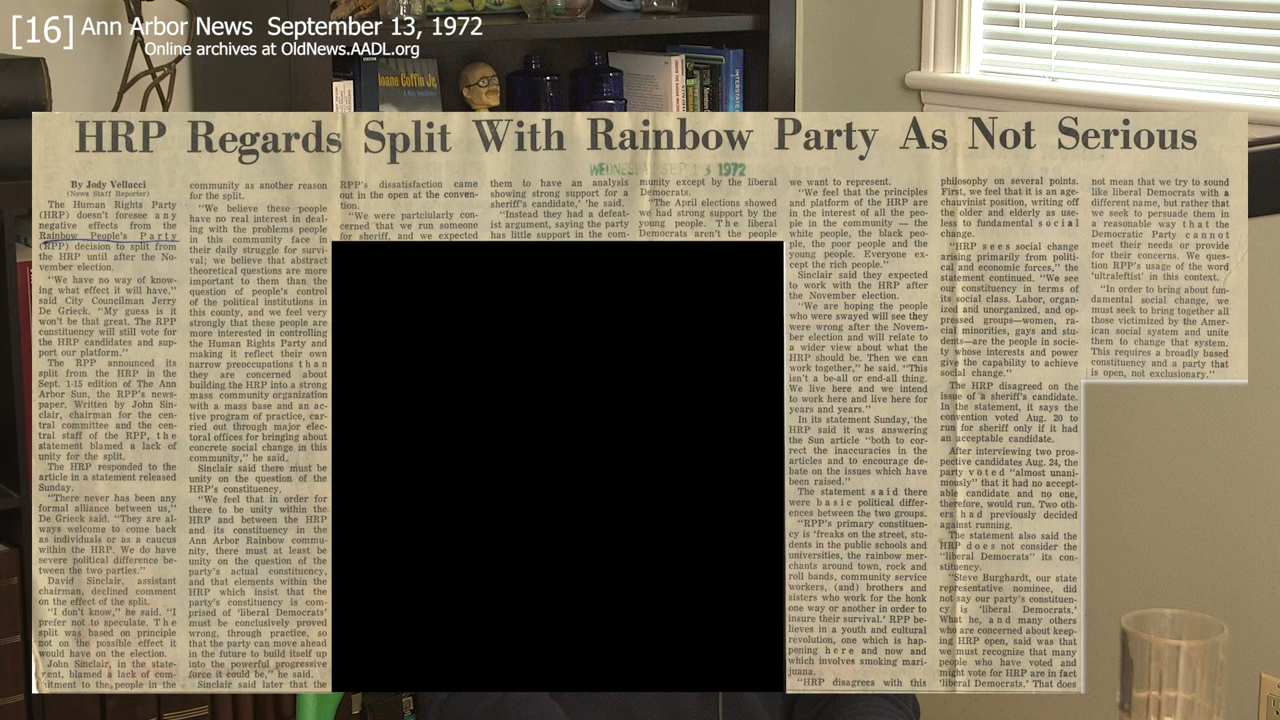 [16] Ann Arbor News  September 13, 1972
Online archives at OldNews.AADL.org
loane Coffin Jr.
INTERSTATE
HRP Regards Split With Rainbow Party As Not Serious
WEDNESDAY SEP 13 1972
By Jody Vellucci
(News Staff Reporter)
The Human Rights Party
(HRP) doesn't foresee any
negative effects from the
Rainbow People's Party
(RPP) decision to split from
the HRP until after the No-
vember election.
"We have no way of know-
ing what effect it will have,"
said City Councilman Jerry
De Grieck. "My guess is it
won't be that great. The RPP
constituency will still vote for
the HRP candidates and sup-
port our platform."
The RPP announced its
split from the HRP in the
Sept. 1-15 edition of The Ann
Arbor Sun, the RPP's news-
paper. Written by John Sin-
clair, chairman for the cen-
tral committee and the cen-
tral staff of the RPP, the
statement blamed a lack of
unity for the split.
The HRP responded to the
article in a statement released
Sunday.
"There never has been any
formal alliance between us,"
De Grieck said. "They are al-
ways welcome to come back
as individuals or as a caucus
within the HRP. We do have
severe political difference be-
tween the two parties."
David Sinclair, assistant
chairman, declined comment
on the effect of the split.
"I don't know," he said. "I
prefer not to speculate. The
split was based on principle
not on the possible effect it
would have on the election.
John Sinclair, in the state-
ment, blamed a lack of com-
mitment to the people in the
community as another reason
for the split.
"We believe these people
have no real interest in deal-
ing with the problems people
in this community face in
their daily struggle for survi-
val; we believe that abstract
theoretical questions are more
important to them than the
question of people's control
of the political institutions in
this county, and we feel very
strongly that these people are
more interested in controlling
the Human Rights Party and
making it reflect their own
narrow preoccupations than
they are concerned about
building the HRP into a strong
mass community organization
with a mass base and an ac-
tive program of practice, car-
ried out through major elec-
toral offices for bringing about
concrete social change in this
community," he said.
Sinclair said there must be
unity on the question of the
HRP's constituency.
"We feel that in order for
there to be unity within the
HRP and between the HRP
and its constituency in the
Ann Arbor Rainbow commu-
nity, there must at least be
unity on the question of the
party's actual constituency,
and that elements within the
HRP which insist that the
party's constituency is com-
prised of 'liberal Democrats'
must be conclusively proved
wrong, through practice, so
that the party can move ahead
in the future to build itself up
into the powerful progressive
force it could be," he said.
Sinclair said later that the
RPP's dissatisfaction came
out in the open at the conven-
tion.
"We were partciularly con-
cerned that we run someone
for sheriff, and we expected
them to have an analysis
showing strong support for a
sheriff's candidate,' 'he said.
"Instead they had a defeat-
ist argument, saying the party
has little support in the com-
munity except by the liberal
Democrats.
"The April elections showed
we had strong support by the
young people. The liberal
Democrats aren't the people
we want to represent.
"We feel that the principles
and platform of the HRP are
in the interest of all the peo-
ple in the community — the
white people, the black peo-
ple, the poor people and the
young people. Everyone ex-
cept the rich people."
Sinclair said they expected
to work with the HRP after
the November election.
"We are hoping the people
who were swayed will see they
were wrong after the Novem-
ber election and will relate to
a wider view about what the
HRP should be. Then we can
work together," he said. "This
isn't a be-all or end-all thing.
We live here and we intend
to work here and live here for
years and years."
In its statement Sunday, the
HRP said it was answering
the Sun article "both to cor-
rect the inaccuracies in the
articles and to encourage de-
bate on the issues which have
been raised."
The statement said there
were basic political differ-
ences between the two groups.
"RPP's primary constituen-
cy is 'freaks on the street, stu-
dents in the public schools and
universities, the rainbow mer-
chants around town, rock and
roll bands, community service
workers, (and) brothers and
sisters who work for the honk
one way or another in order to
insure their survival.' RPP be-
lieves in a youth and cultural
revolution, one which is hap-
pening here and now and
which involves smoking mari-
juana.
"HRP disagrees with this
philosophy on several points.
First, we feel that it is an age-
chauvinist position, writing off
the older and elderly as use-
less to fundamental social
change.
"HRP sees social change
arising primarily from politi-
cal and economic forces," the
statement continued. "We see
our constituency in terms of
its social class. Labor, organ-
ized and unorganized, and op-
pressed groups—women, ra-
cial minorities, gays and stu-
dents—are the people in socie-
ty whose interests and power
give the capability to achieve
social change."
The HRP disagreed on the
issue of a sheriff's candidate.
In the statement, it says the
convention voted Aug. 20 to
run for sheriff only if it had
an acceptable candidate.
After interviewing two pros-
pective candidates Aug. 24, the
party voted "almost unani-
mously" that it had no accept-
able candidate and no one,
therefore, would run. Two oth-
ers had previously decided
against running.
The statement also said the
HRP does not consider the
"liberal Democrats" its con-
stituency.
"Steve Burghardt, our state
representative nominee, did
not say our party's constituen-
cy is 'liberal Democrats.'
What he, and many others
who are concerned about keep-
ing HRP open, said was that
we must recognize that many
people who have voted and
might vote for HRP are in fact
'liberal Democrats.' That does
not mean that we try to sound
like liberal Democrats with a
different name, but rather that
we seek to persuade them in
a reasonable way that the
Democratic Party cannot
meet their needs or provide
for their concerns. We ques-
tion RPP's usage of the word
'ultraleftist' in this context.
"In order to bring about fun-
damental social change, we
must seek to bring together all
those victimized by the Amer-
ican social system and unite
them to change that system.
This requires a broadly based
constituency and a party that
is open, not exclusionary."